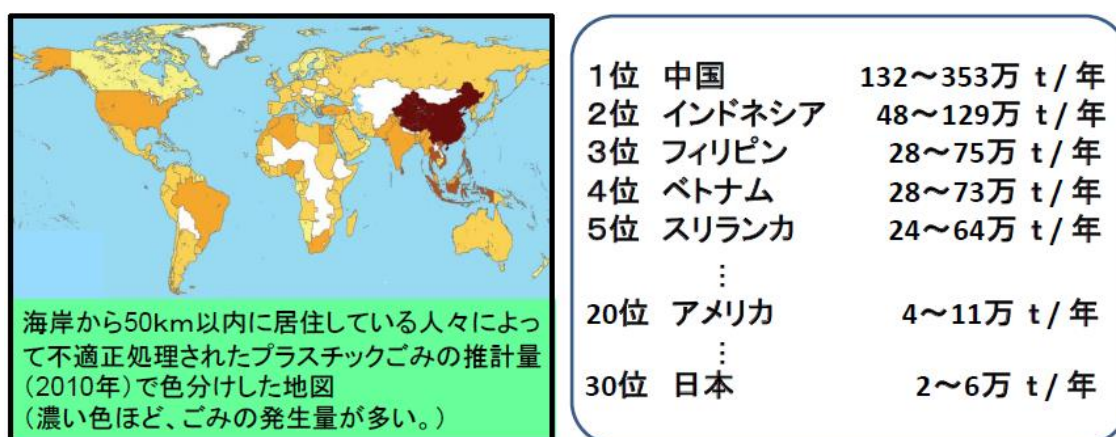 海岸から50km以内に居住している人々によっ
て不適正処理されたプラスチックごみの推計量
(2010年)で色分けした地図
(濃い色ほど、ごみの発生量が多い。)
1位 中国 132~353万 t / 年
2位 インドネシア 48~129万 t / 年
3位 フィリピン 28~75万 t / 年
4位 ベトナム 28~73万 t / 年
5位 スリランカ 24~64万 t / 年
⋮
20位 アメリカ 4~11万 t / 年
⋮
30位 日本 2~6万 t / 年